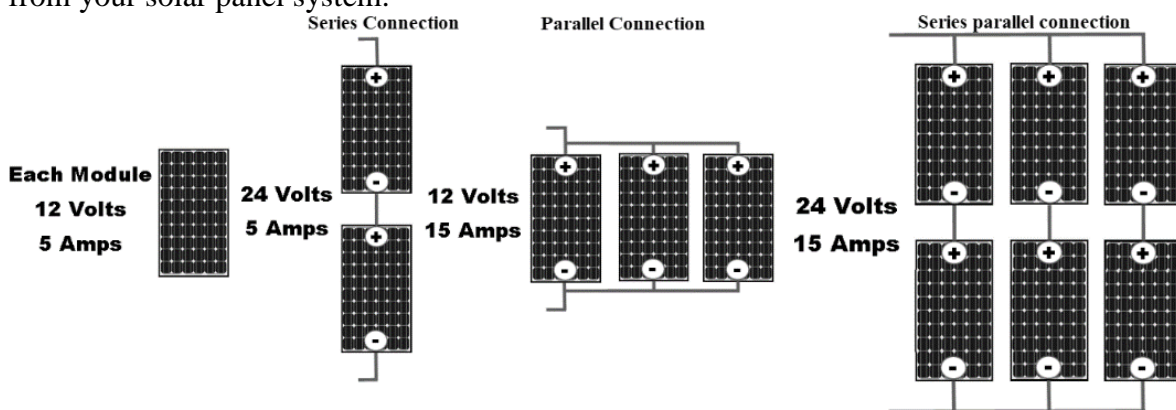 from your solar panel system.
Series Connection
Parallel Connection
Series parallel connection
Each Module
12 Volts
5 Amps
24 Volts
5 Amps
12 Volts
15 Amps
24 Volts
15 Amps
+
-
+
-
+
+
+
-
-
-
+
+
+
-
-
-
+
+
+
-
-
-